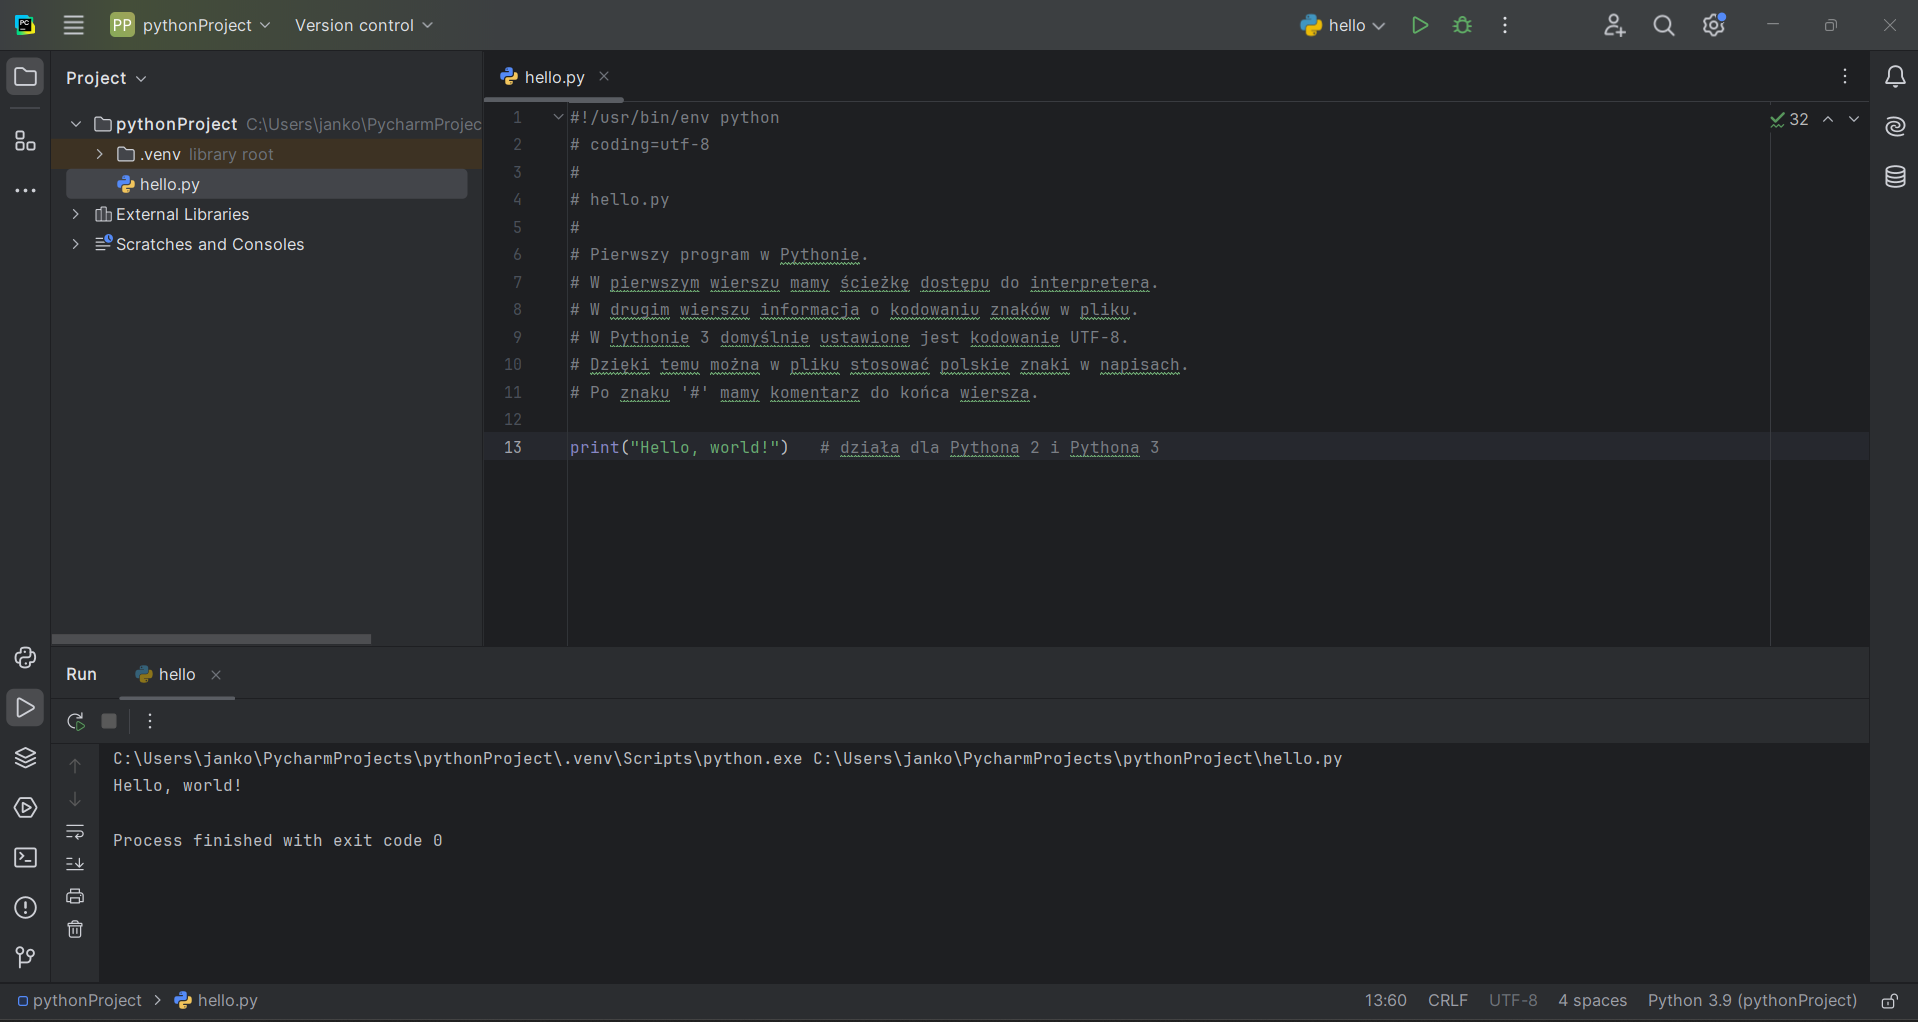 PC
PP pythonProject Version control hello
Project
hello.py
pythonProject C:\Users\janko\PycharmProjec
.venv library root
hello.py
External Libraries
Scratches and Consoles
1 #!/usr/bin/env python
32
2 # coding=utf-8
3 #
4 # hello.py
5 #
6 # Pierwszy program w Pythonie.
7 # W pierwszym wierszu mamy ścieżkę dostępu do interpretera.
8 # W drugim wierszu informacja o kodowaniu znaków w pliku.
9 # W Pythonie 3 domyślnie ustawione jest kodowanie UTF-8.
10 # Dzięki temu można w pliku stosować polskie znaki w napisach.
11 # Po znaku '#' mamy komentarz do końca wiersza.
12
13 print("Hello, world!")   # działa dla Pythona 2 i Pythona 3
Run hello
C:\Users\janko\PycharmProjects\pythonProject\.venv\Scripts\python.exe C:\Users\janko\PycharmProjects\pythonProject\hello.py
Hello, world!
Process finished with exit code 0
pythonProject > hello.py 13:60 CRLF UTF-8 4 spaces Python 3.9 (pythonProject)